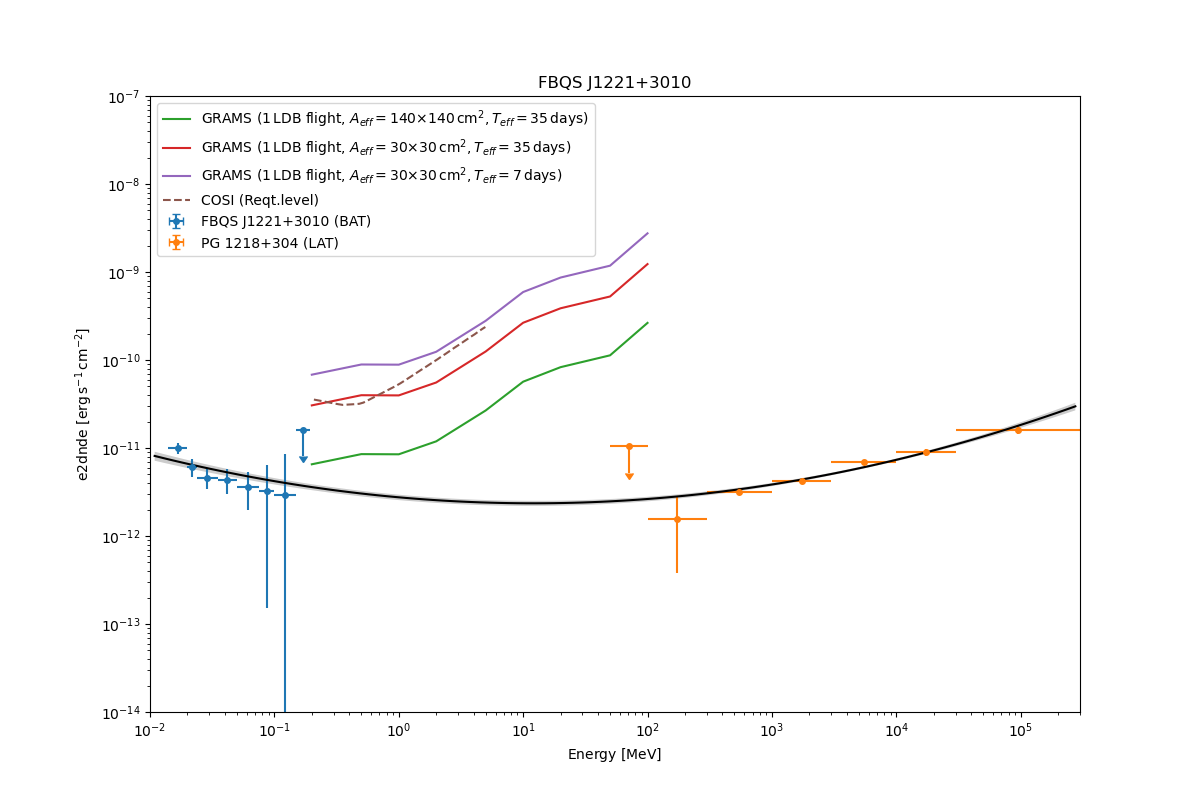 FBQS J1221+3010
10⁻⁷
10⁻⁸
10⁻⁹
10⁻¹⁰
10⁻¹¹
10⁻¹²
10⁻¹³
10⁻¹⁴
e2dnde [erg s⁻¹ cm⁻²]
GRAMS (1 LDB flight, A_eff = 140×140 cm², T_eff = 35 days)
GRAMS (1 LDB flight, A_eff = 30×30 cm², T_eff = 35 days)
GRAMS (1 LDB flight, A_eff = 30×30 cm², T_eff = 7 days)
COSI (Reqt.level)
FBQS J1221+3010 (BAT)
PG 1218+304 (LAT)
10⁻² 10⁻¹ 10⁰ 10¹ 10² 10³ 10⁴ 10⁵
Energy [MeV]